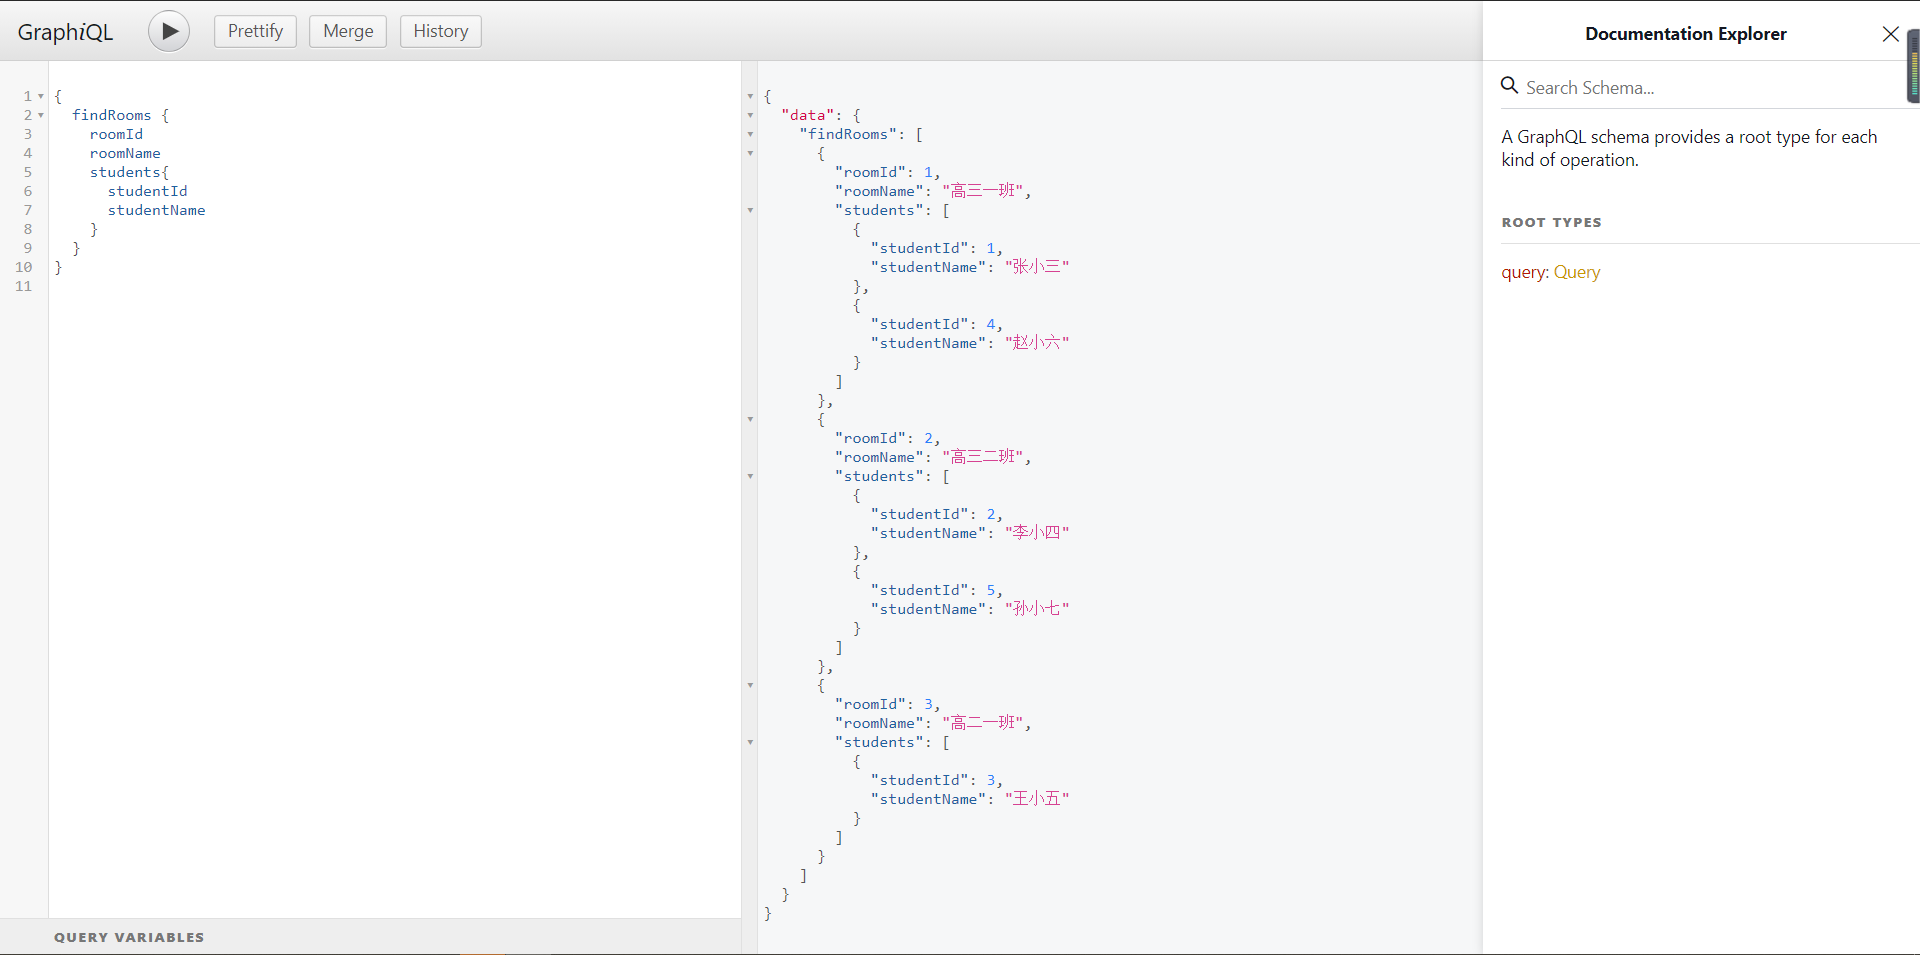 GraphiQL
Prettify
Merge
History
1 {
2 findRooms {
3 roomId
4 roomName
5 students{
6 studentId
7 studentName
8 }
9 }
10 }
11
QUERY VARIABLES
{
"data": {
"findRooms": [
{
"roomId": 1,
"roomName": "高三一班",
"students": [
{
"studentId": 1,
"studentName": "张小三"
},
{
"studentId": 4,
"studentName": "赵小六"
}
]
},
{
"roomId": 2,
"roomName": "高三二班",
"students": [
{
"studentId": 2,
"studentName": "李小四"
},
{
"studentId": 5,
"studentName": "孙小七"
}
]
},
{
"roomId": 3,
"roomName": "高二一班",
"students": [
{
"studentId": 3,
"studentName": "王小五"
}
]
}
]
}
}
Documentation Explorer
Search Schema...
A GraphQL schema provides a root type for each
kind of operation.
ROOT TYPES
query: Query